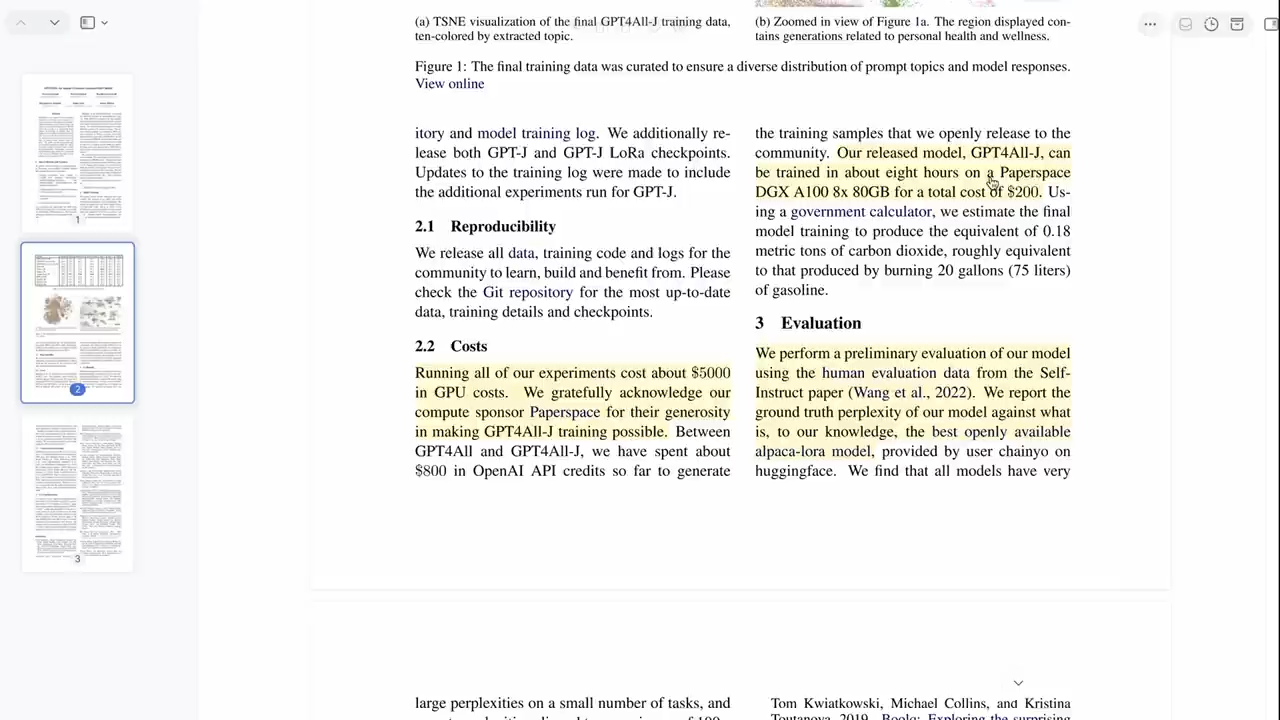 (a) TSNE visualization of the final GPT4All-J training data,
ten-colored by extracted topic.
(b) Zoomed in view of Figure 1a. The region displayed con-
tains generations related to personal health and wellness.
Figure 1: The final training data was curated to ensure a diverse distribution of prompt topics and model responses.
View online
itory and training log. We additionally re-
lease GPT-J LoRa checkpoints.
Updates to training log were made to include
the additional experiments run for GPT-J.
2.1 Reproducibility
We release all data, training code and logs for the
community to learn, build and benefit from. Please
check the Git repository for the most up-to-date
data, training details and checkpoints.
2.2 Costs
Running all of our experiments cost about $5000
in GPU costs. We gratefully acknowledge our
compute sponsor Paperspace for their generosity
in making GPT4All-J training possible. Between
GPT4All and GPT4All-J, we have spent about
$800 in OpenAI API credits so far to generate
the training samples that we openly release to the
community. Our released model, GPT4All-J, can
be trained in about eight hours on a Paperspace
DGX A100 8x 80GB for a total cost of $200. Us-
ing a government calculator, we estimate the final
model training to produce the equivalent of 0.18
metric tons of carbon dioxide, roughly equivalent
to that produced by burning 20 gallons (75 liters)
of gasoline.
3 Evaluation
We perform a preliminary evaluation of our model
using the human evaluation data from the Self-
Instruct paper (Wang et al., 2022). We report the
ground truth perplexity of our model against what
is, to our knowledge, the best openly available
alpaca-lora model, provided by user chainyo on
huggingface. We find that all models have very
large perplexities on a small number of tasks, and
Tom Kwiatkowski, Michael Collins, and Kristina
Toutanova. 2019. Boolq: Exploring the surprising
1
2
3